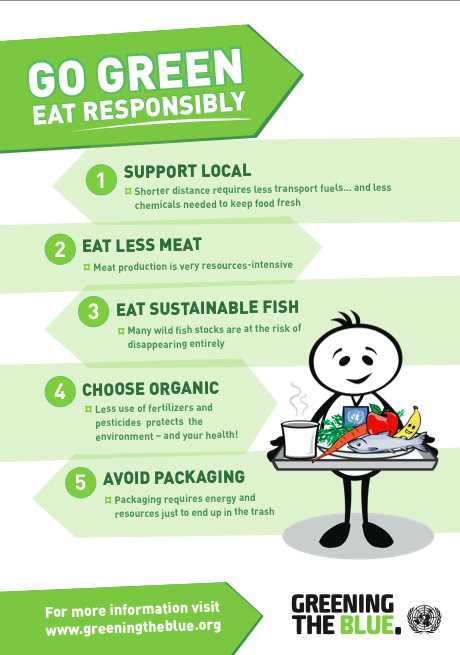 GO GREEN
EAT RESPONSIBLY
1 SUPPORT LOCAL
¤ Shorter distance requires less transport fuels... and less
chemicals needed to keep food fresh
2 EAT LESS MEAT
¤ Meat production is very resources-intensive
3 EAT SUSTAINABLE FISH
¤ Many wild fish stocks are at the risk of
disappearing entirely
4 CHOOSE ORGANIC
¤ Less use of fertilizers and
pesticides protects the
environment – and your health!
5 AVOID PACKAGING
¤ Packaging requires energy and
resources just to end up in the trash
For more information visit
www.greeningtheblue.org
GREENING
THE BLUE.